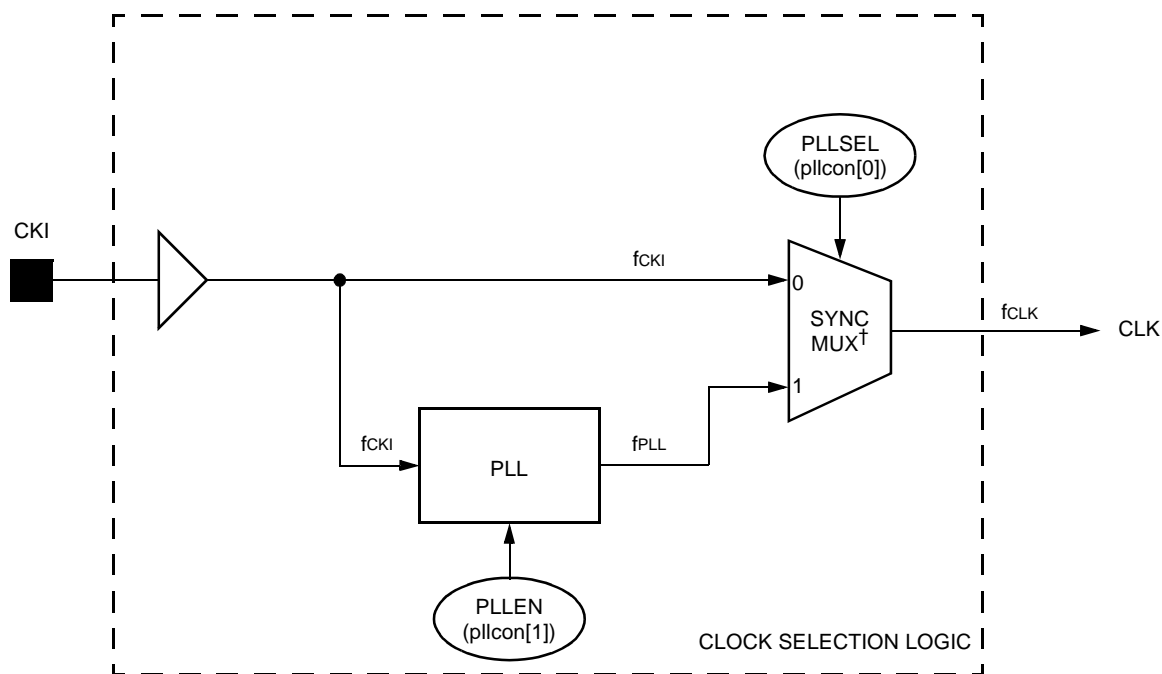 PLLSEL
(pllcon[0])
CKI
fCKI
0
SYNC
MUX†
fCLK
CLK
1
fCKI
PLL
fPLL
PLLEN
(pllcon[1])
CLOCK SELECTION LOGIC